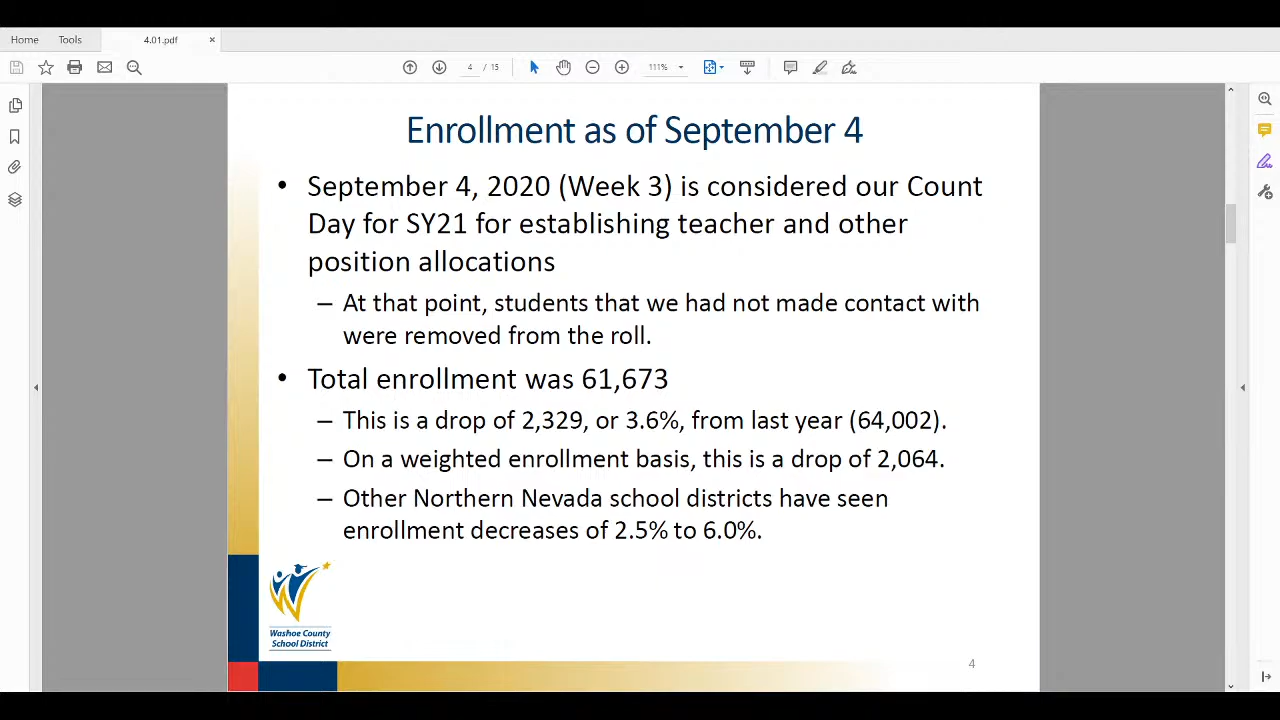 Home Tools 4.01.pdf ×
4 / 15 111%
Enrollment as of September 4
• September 4, 2020 (Week 3) is considered our Count
Day for SY21 for establishing teacher and other
position allocations
– At that point, students that we had not made contact with
were removed from the roll.
• Total enrollment was 61,673
– This is a drop of 2,329, or 3.6%, from last year (64,002).
– On a weighted enrollment basis, this is a drop of 2,064.
– Other Northern Nevada school districts have seen
enrollment decreases of 2.5% to 6.0%.
Washoe County
School District
4